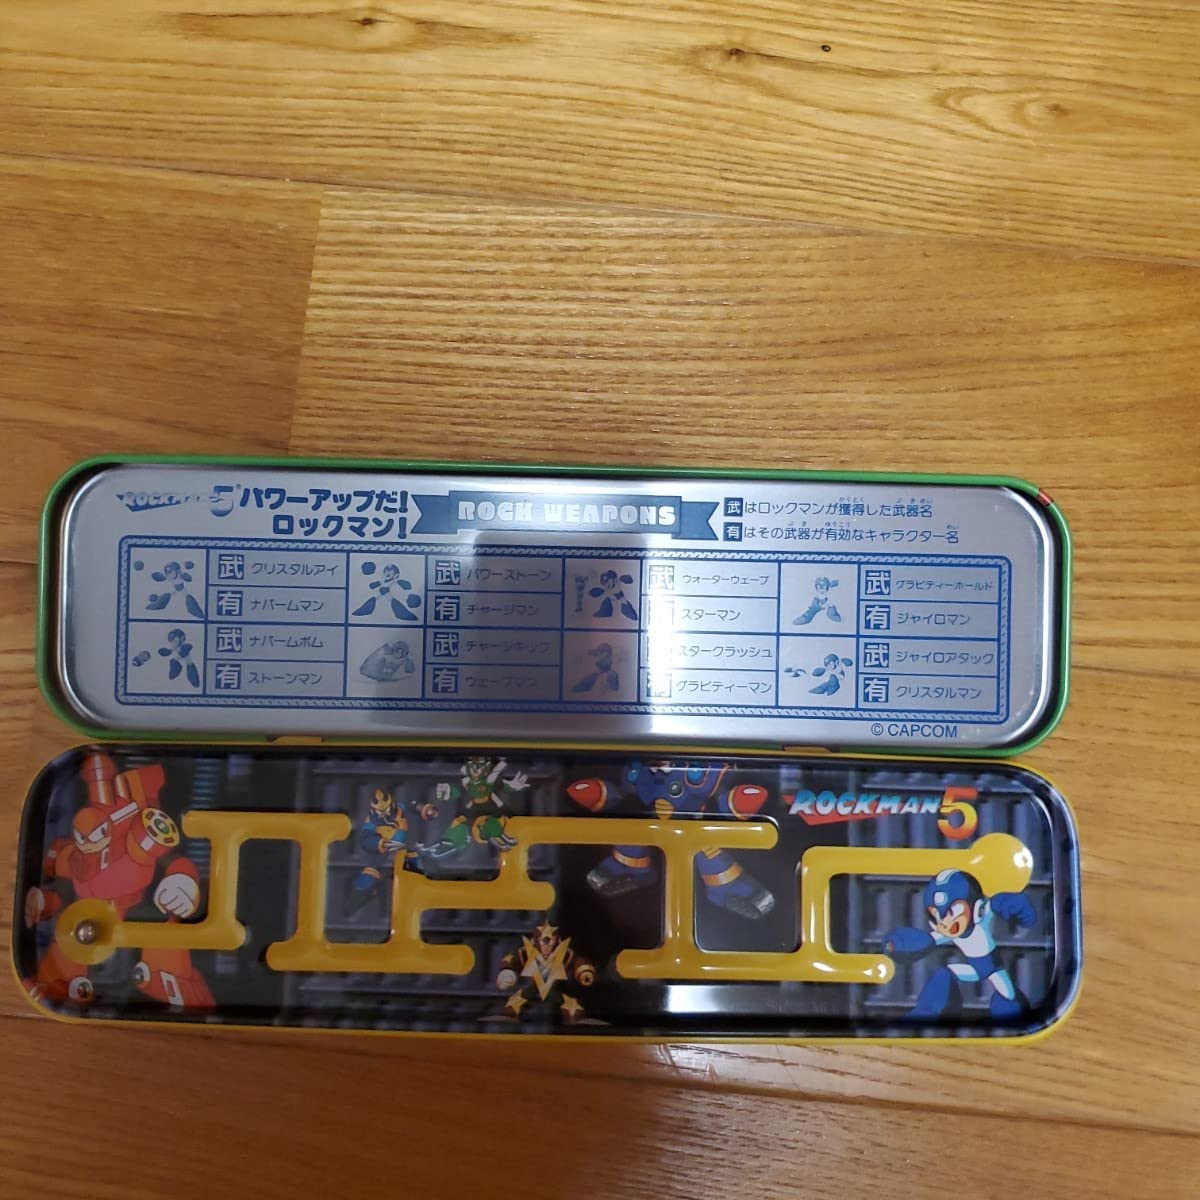 ROCKMAN 5 パワーアップだ!
ロックマン!
ROCK WEAPONS
武はロックマンが獲得した武器名
有はその武器が有効なキャラクター名
武 クリスタルアイ
有 ナパームマン
武 パワーストーン
有 チャージマン
武 ウォーターウェーブ
有 スターマン
武 グラビティーホールド
有 ジャイロマン
武 ナパームボム
有 ストーンマン
武 チャージキック
有 ウェーブマン
武 スタークラッシュ
有 グラビティーマン
武 ジャイロアタック
有 クリスタルマン
© CAPCOM
ROCKMAN 5